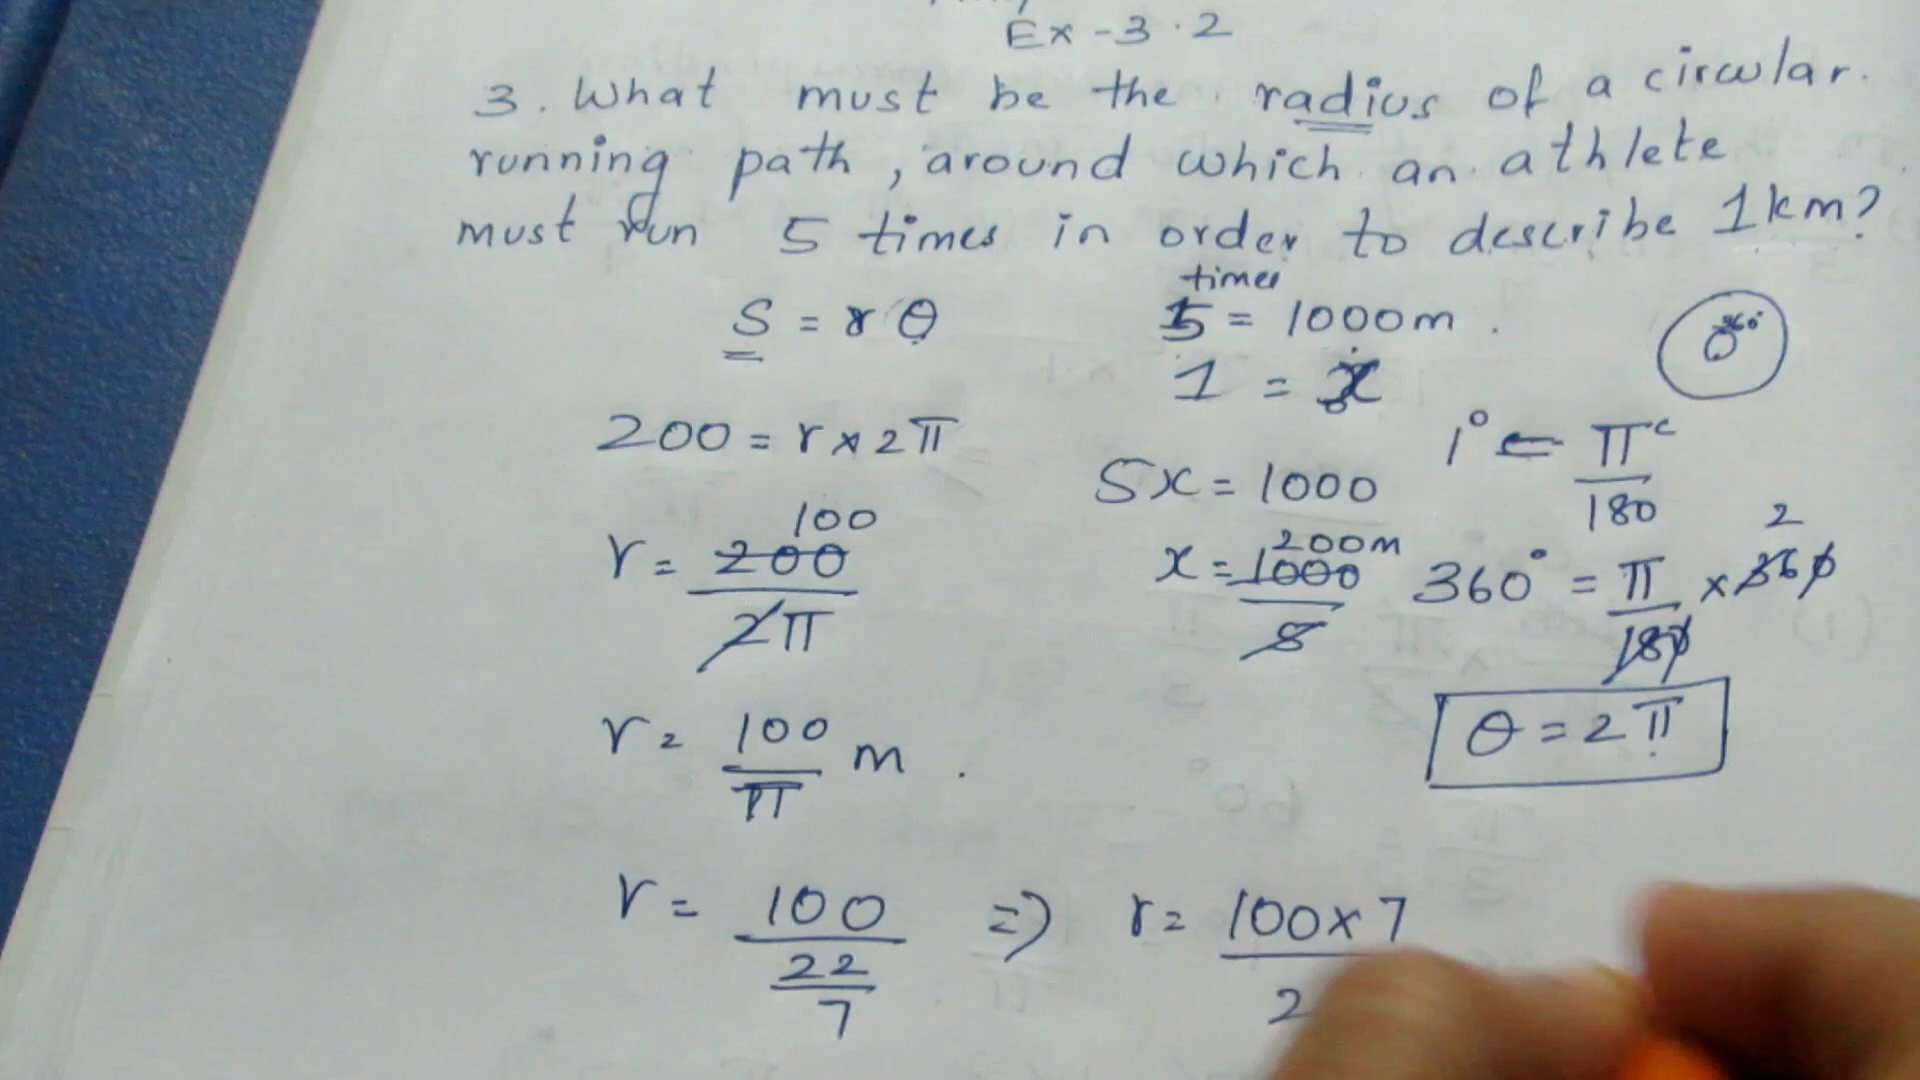 Ex - 3.2
3. What must be the radius of a circular
running path, around which an athlete
must run 5 times in order to describe 1km?
S = rθ
times
5 = 1000m.
360°
1 = x
200 = r × 2π
1° = π^c / 180
5x = 1000
r = 200 / 2π
100
x = 1000 / 5
200m
360° = π / 180 × 360
2
θ = 2π
r = 100 / π m.
r = 100 / 22/7 => r = 100 × 7 / 2